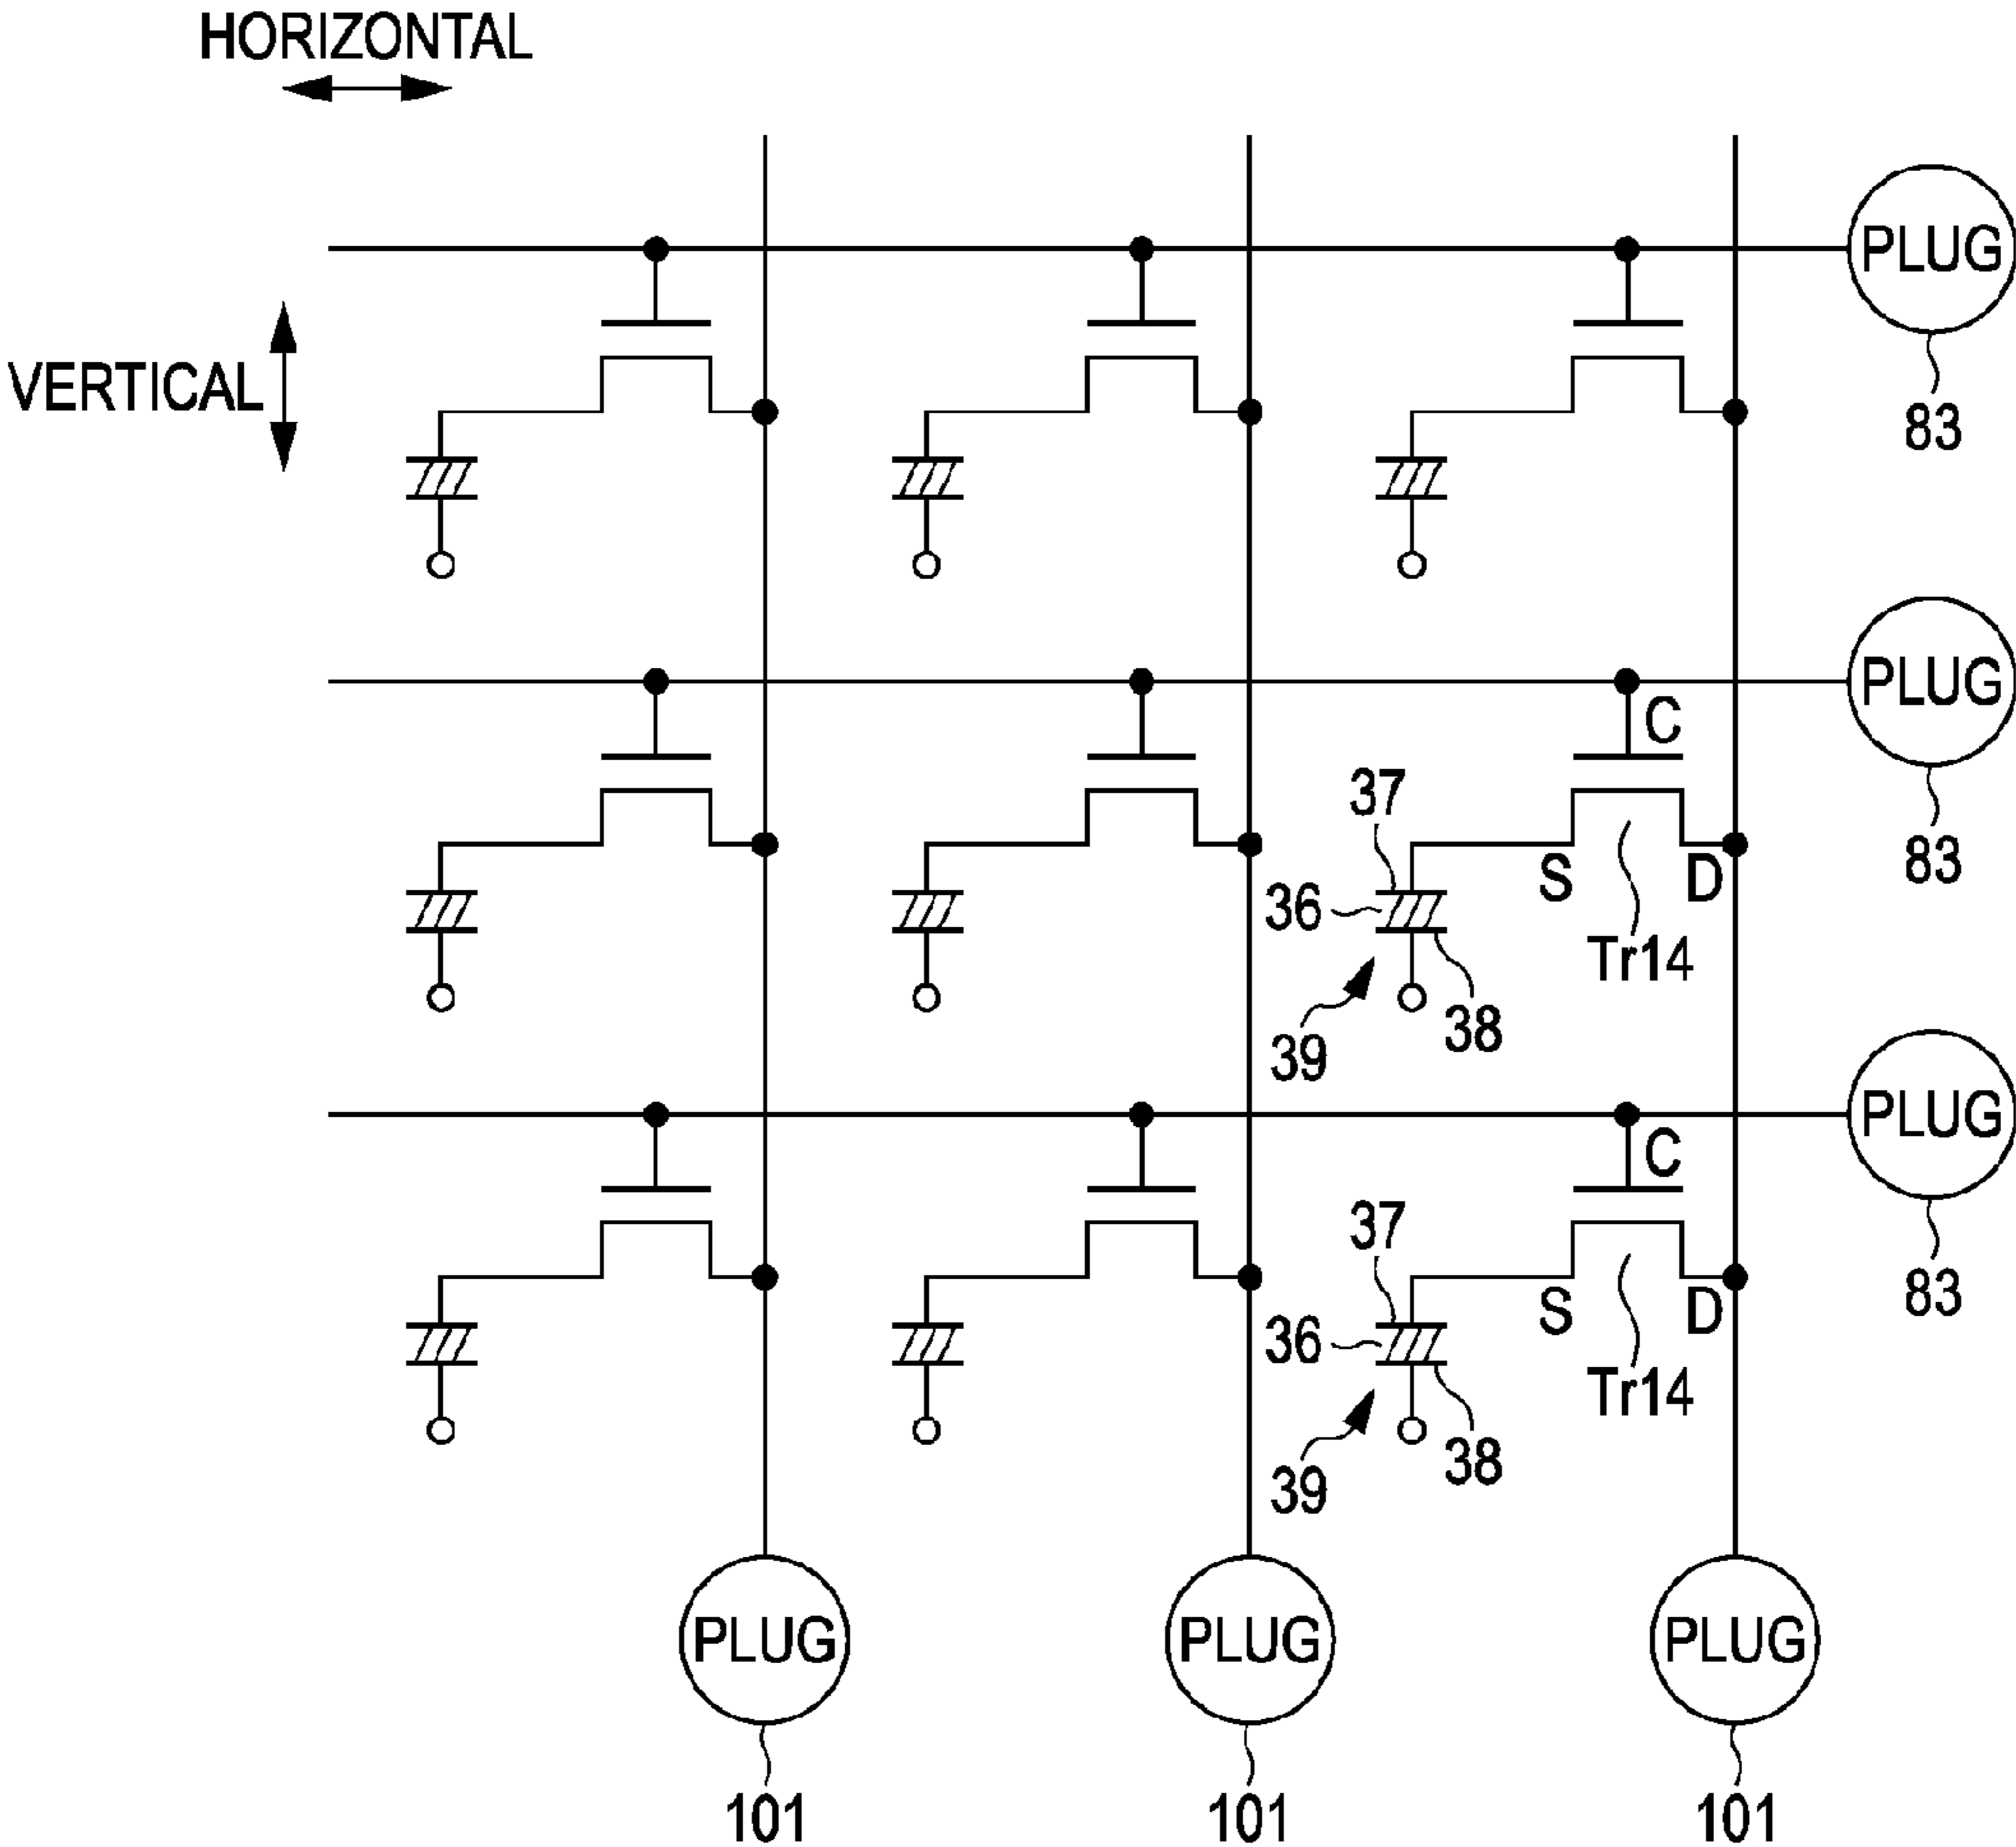 HORIZONTAL
PLUG
VERTICAL
83
PLUG
C
37
83
S
D
36
Tr14
38
39
PLUG
C
37
83
S
D
36
Tr14
38
39
PLUG
PLUG
PLUG
101
101
101